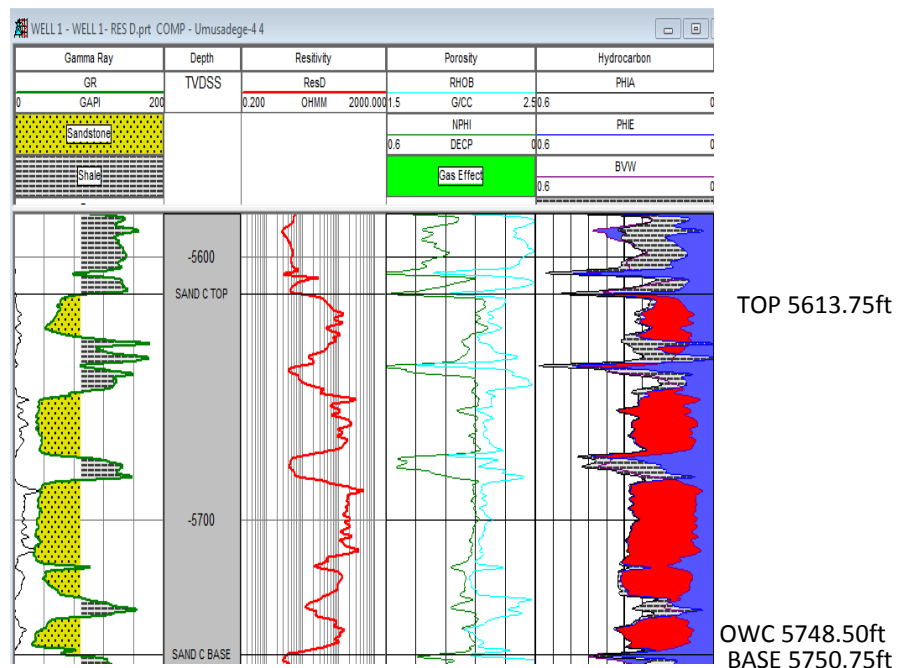 WELL 1 - WELL 1- RES D.prt COMP - Umusadege-4 4
Gamma Ray Depth Resitivity Porosity Hydrocarbon
GR TVDSS ResD RHOB PHIA
0 GAPI 200 0.200 OHMM 2000.000 1.5 G/CC 2.5 0.6 0
Sandstone NPHI PHIE
0.6 DECP 0 0.6 0
Shale Gas Effect BVW
0.6 0
-5600
SAND C TOP
TOP 5613.75ft
-5700
OWC 5748.50ft
SAND C BASE
BASE 5750.75ft